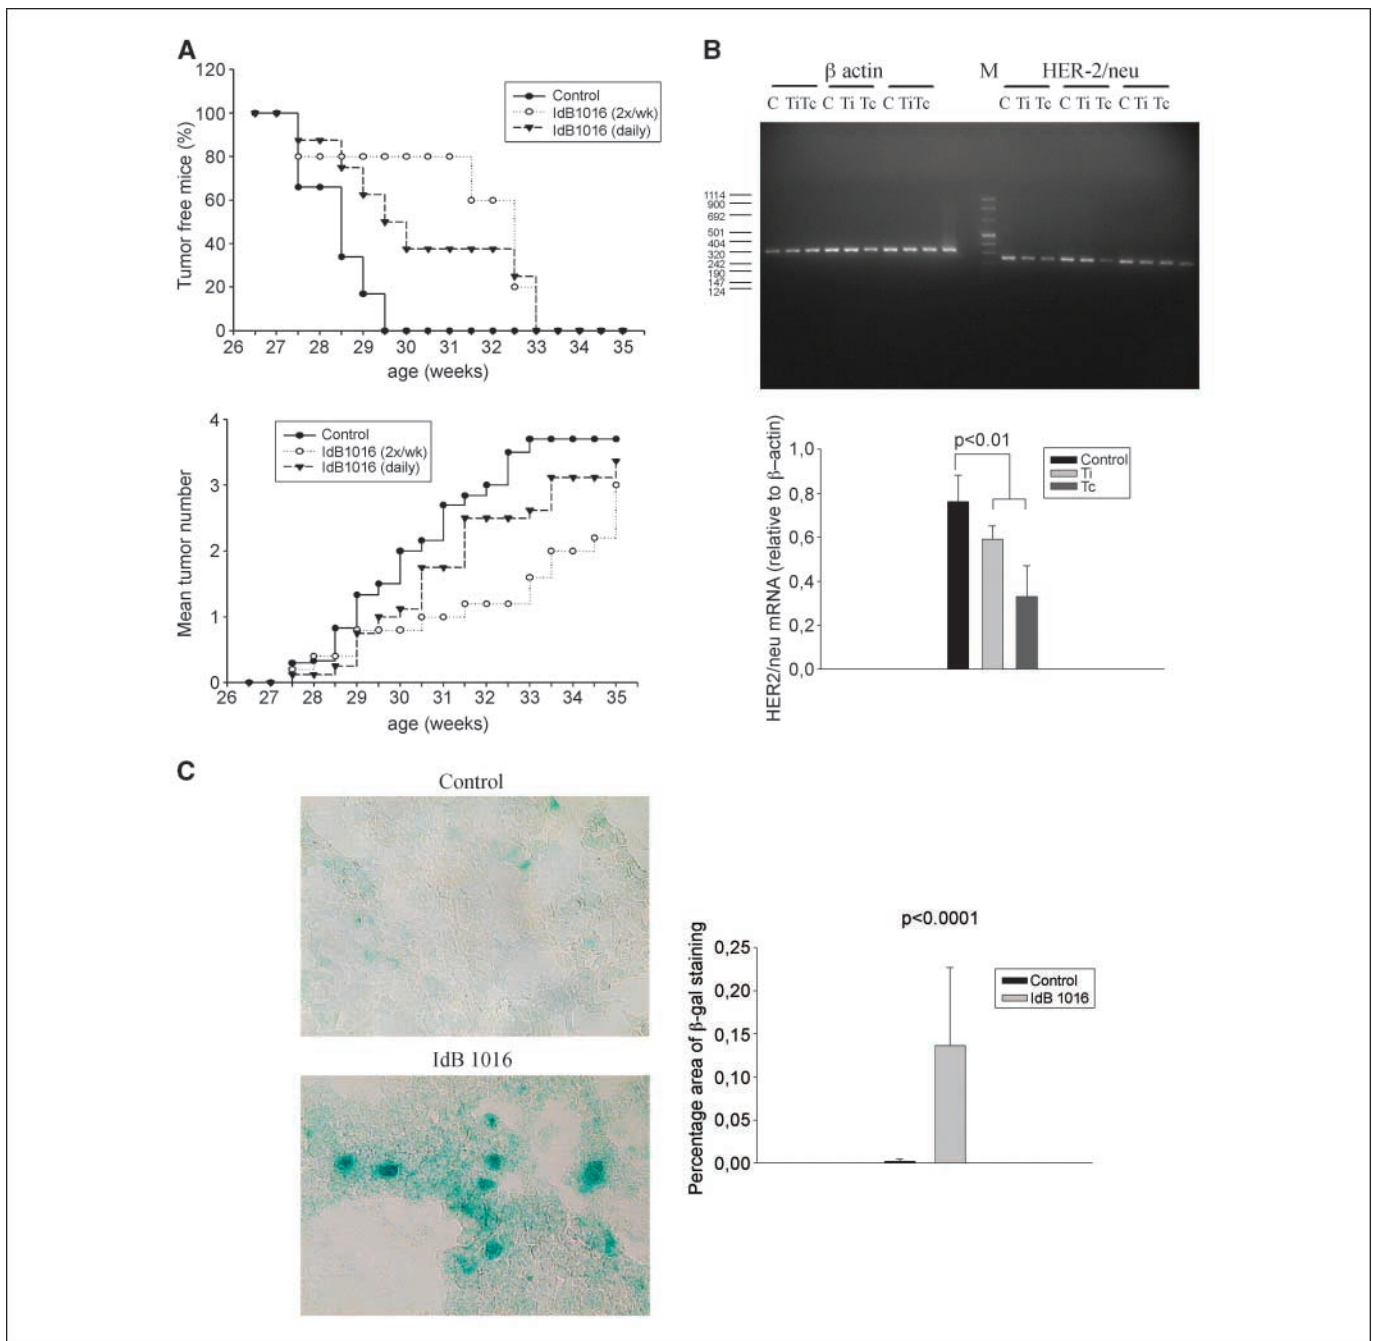 A
120
100
80
60
40
20
0
Tumor free mice (%)
Control
IdB1016 (2x/wk)
IdB1016 (daily)
26 27 28 29 30 31 32 33 34 35
age (weeks)
4
3
2
1
0
Mean tumor number
Control
IdB1016 (2x/wk)
IdB1016 (daily)
26 27 28 29 30 31 32 33 34 35
age (weeks)
B
β actin M HER-2/neu
C TiTc C Ti Tc C TiTc C Ti Tc C Ti Tc C Ti Tc
1114
900
692
501
404
320
242
190
147
124
HER2/neu mRNA (relative to β–actin)
1,0
0,8
0,6
0,4
0,2
0,0
p<0.01
Control
Ti
Tc
C
Control
IdB 1016
p<0.0001
Percentage area of β-gal staining
0,25
0,20
0,15
0,10
0,05
0,00
Control
IdB 1016